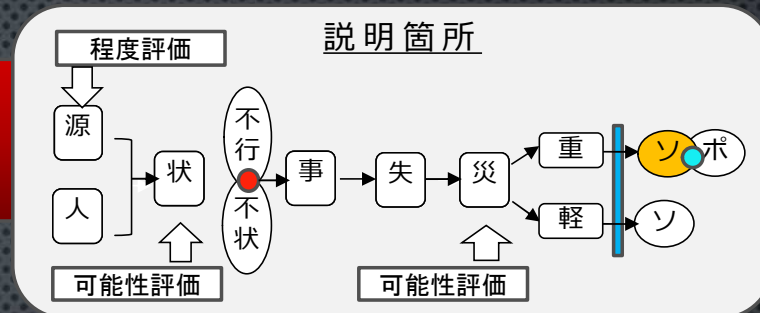 説明箇所
程度評価
源
人
状
不行
不状
事
失
災
重
軽
ソ
ポ
ソ
可能性評価
可能性評価